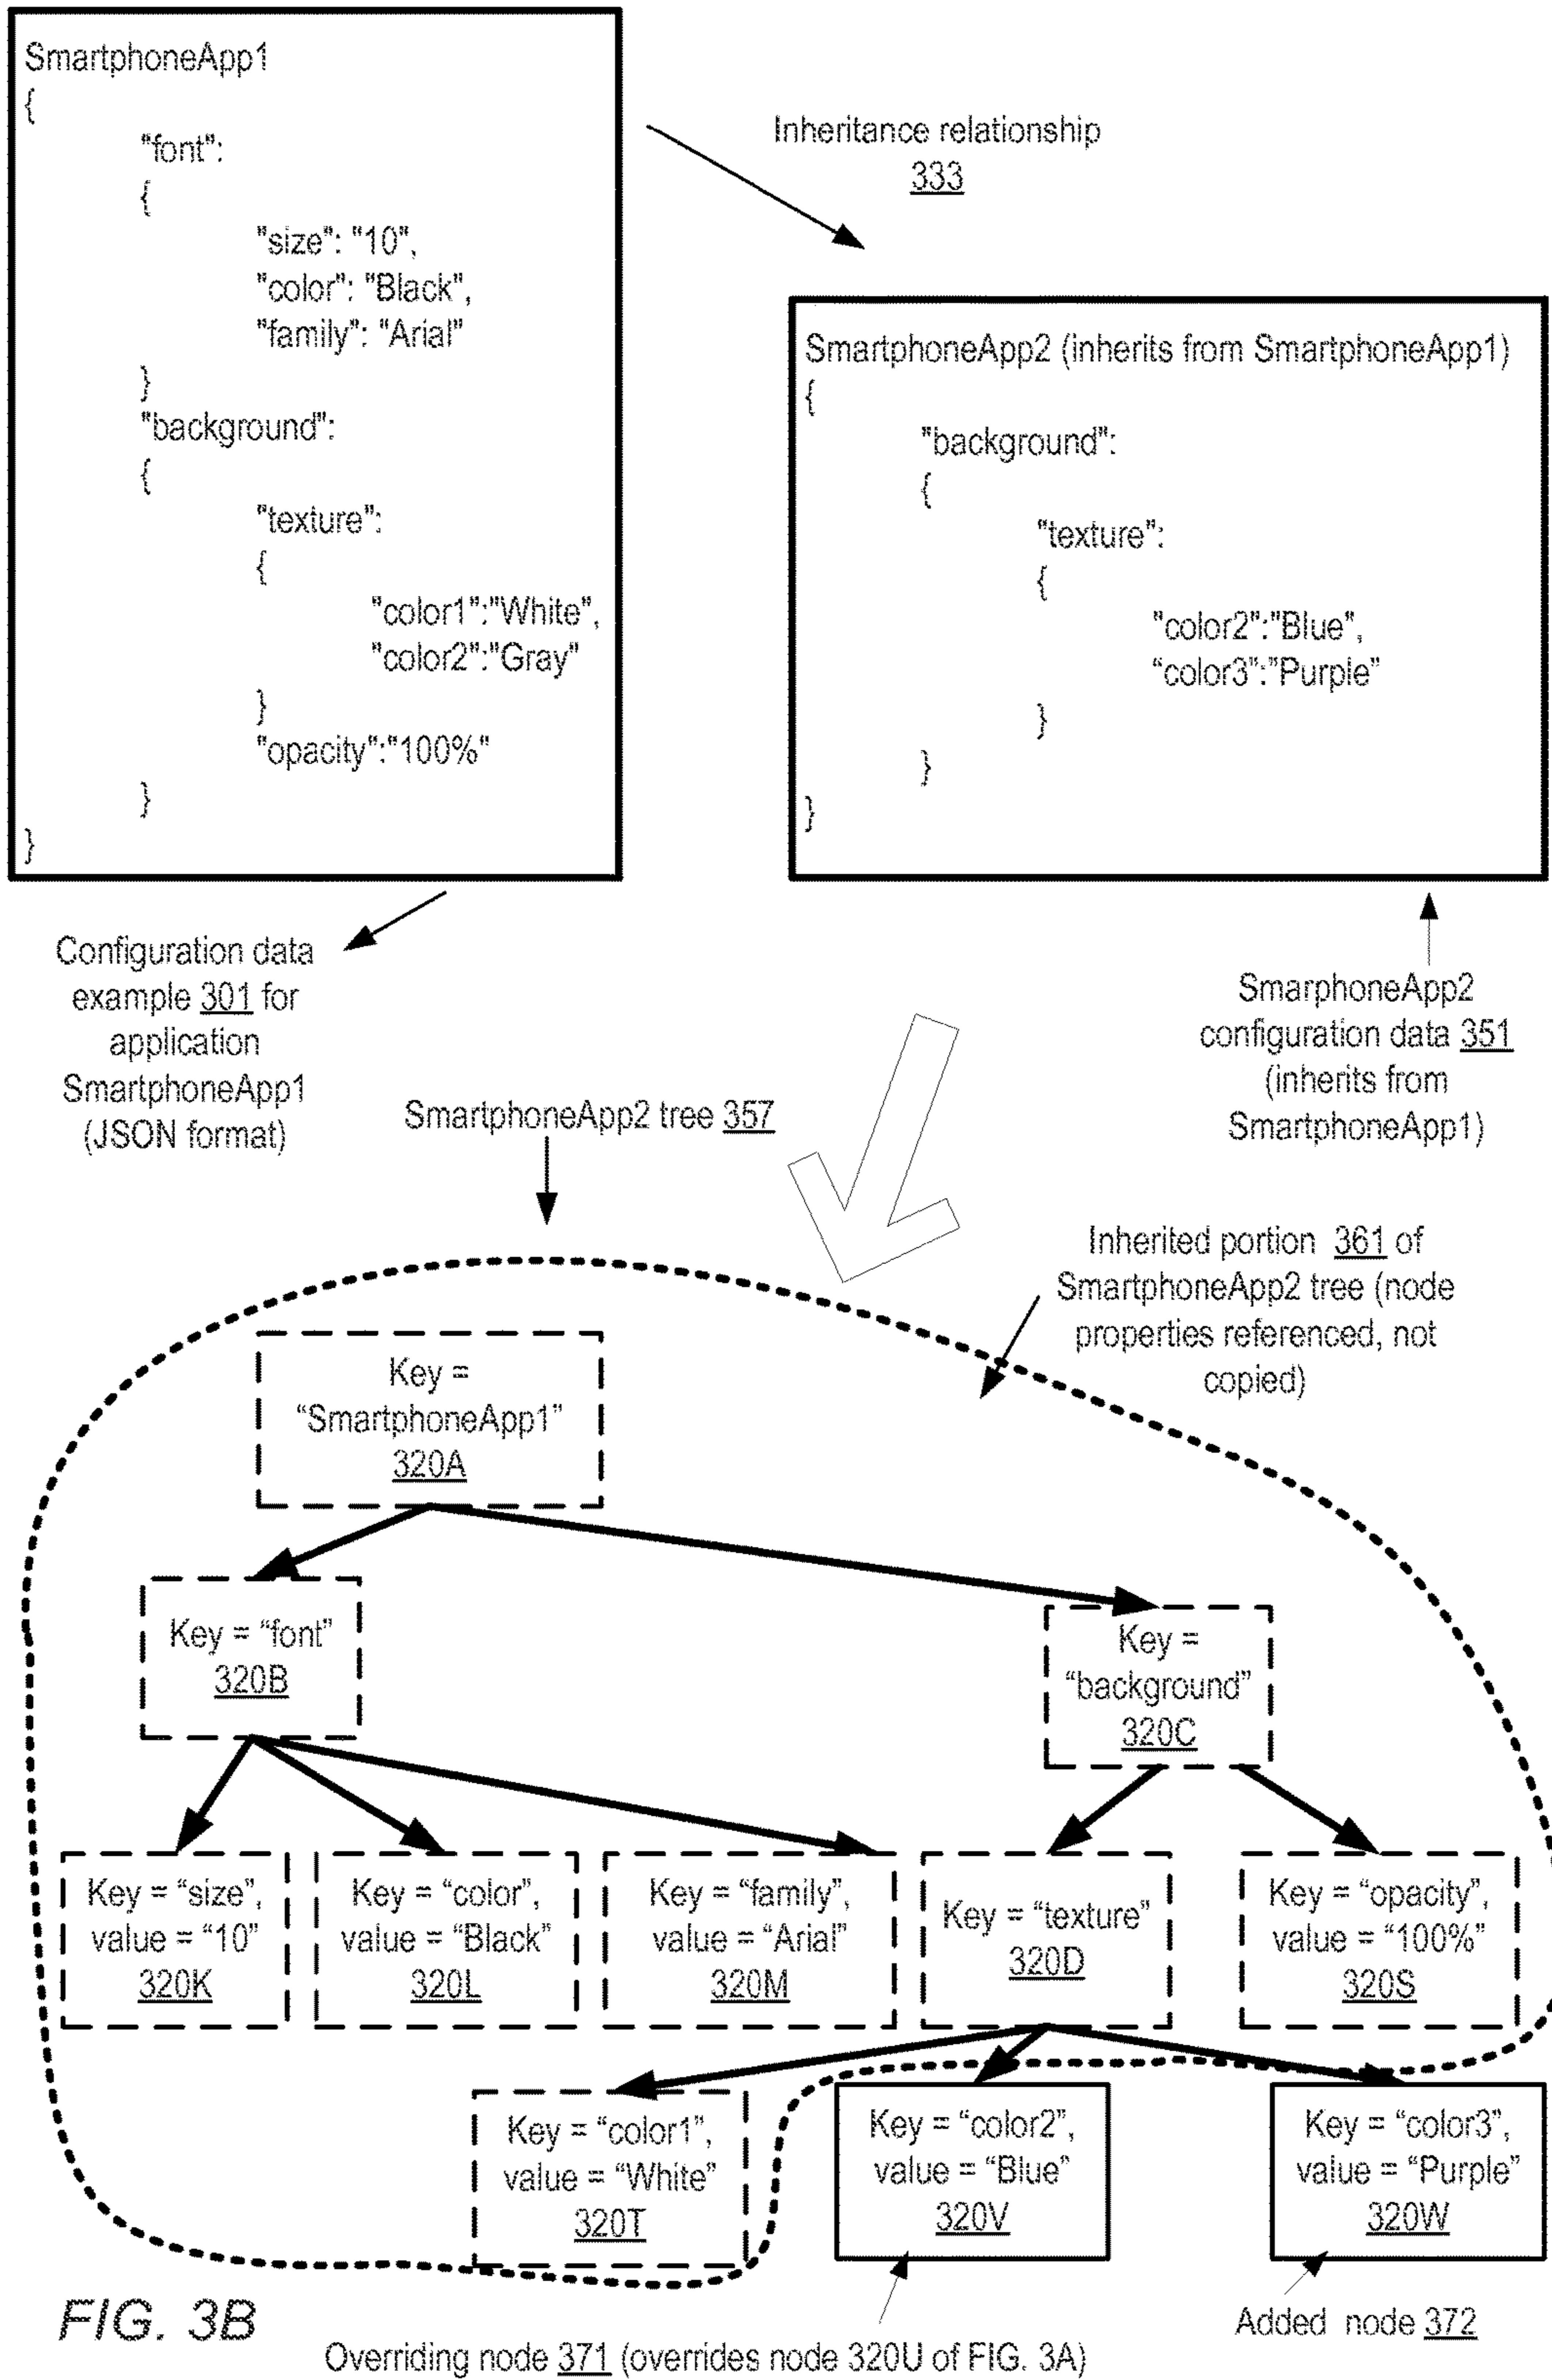 SmartphoneApp1
{
"font":
{
"size": "10",
"color": "Black",
"family": "Arial"
}
"background":
{
"texture":
{
"color1":"White",
"color2":"Gray"
}
"opacity":"100%"
}
}
Inheritance relationship
333
SmartphoneApp2 (inherits from SmartphoneApp1)
{
"background":
{
"texture":
{
"color2":"Blue",
“color3":"Purple”
}
}
}
Configuration data
example 301 for
application
SmartphoneApp1
(JSON format)
SmarphoneApp2
configuration data 351
(inherits from
SmartphoneApp1)
SmartphoneApp2 tree 357
Inherited portion 361 of
SmartphoneApp2 tree (node
properties referenced, not
copied)
Key =
“SmartphoneApp1”
320A
Key = “font”
320B
Key =
“background”
320C
Key = “size”,
value = “10”
320K
Key = “color”,
value = “Black”
320L
Key = “family”,
value = “Arial”
320M
Key = “texture”
320D
Key = “opacity”,
value = “100%”
320S
Key = “color1”,
value = “White”
320T
Key = “color2”,
value = “Blue”
320V
Key = “color3”,
value = “Purple”
320W
FIG. 3B
Overriding node 371 (overrides node 320U of FIG. 3A)
Added node 372